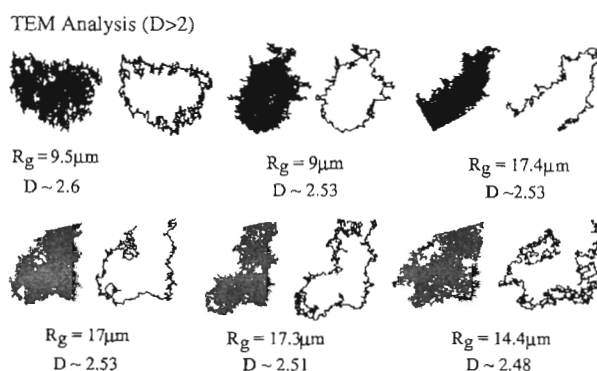 TEM Analysis (D>2)
Rg = 9.5μm
D ~ 2.6
Rg = 9μm
D ~ 2.53
Rg = 17.4μm
D ~2.53
Rg = 17μm
D ~ 2.53
Rg = 17.3μm
D ~ 2.51
Rg = 14.4μm
D ~ 2.48